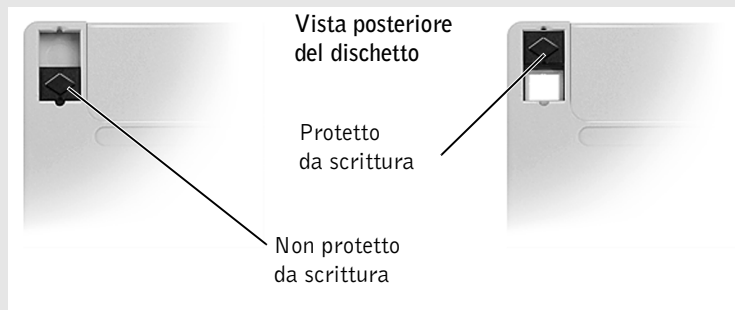 Vista posteriore
del dischetto
Protetto
da scrittura
Non protetto
da scrittura